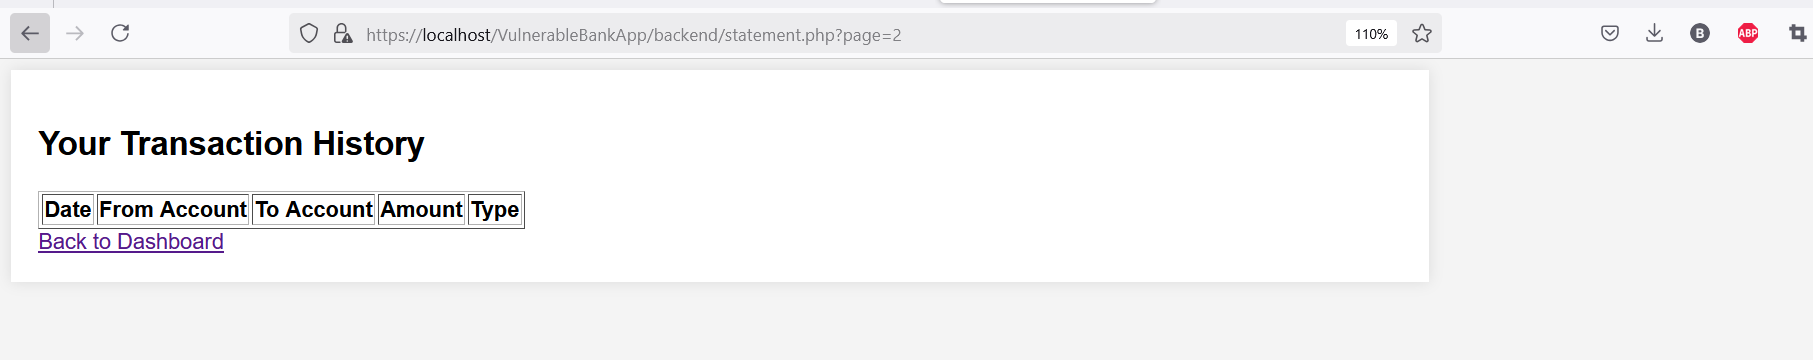 https://localhost/VulnerableBankApp/backend/statement.php?page=2 110% B ABP
Your Transaction History
Date From Account To Account Amount Type
Back to Dashboard